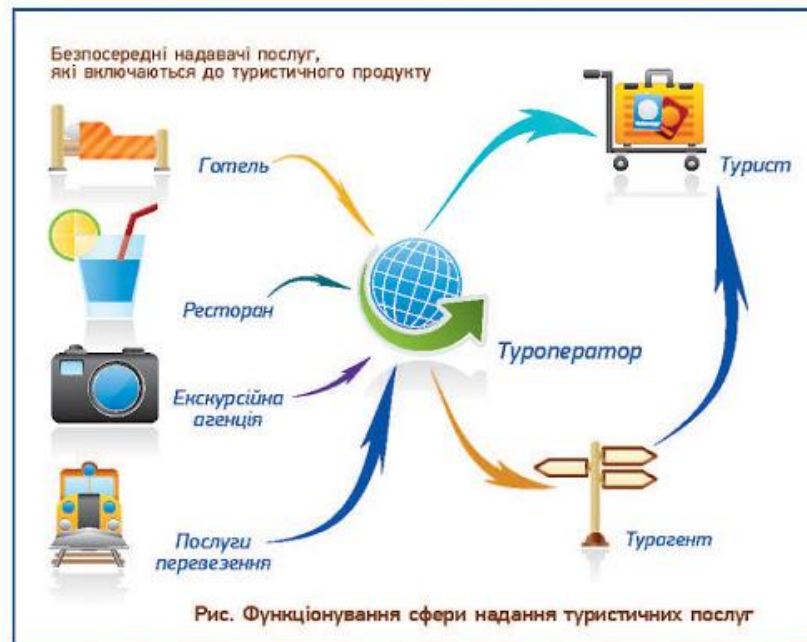 Безпосередні надавачі послуг,
які включаються до туристичного продукту
Готель
Турист
Ресторан
Туроператор
Екскурсійна
агенція
Послуги
перевезення
Турагент
Рис. Функціонування сфери надання туристичних послуг